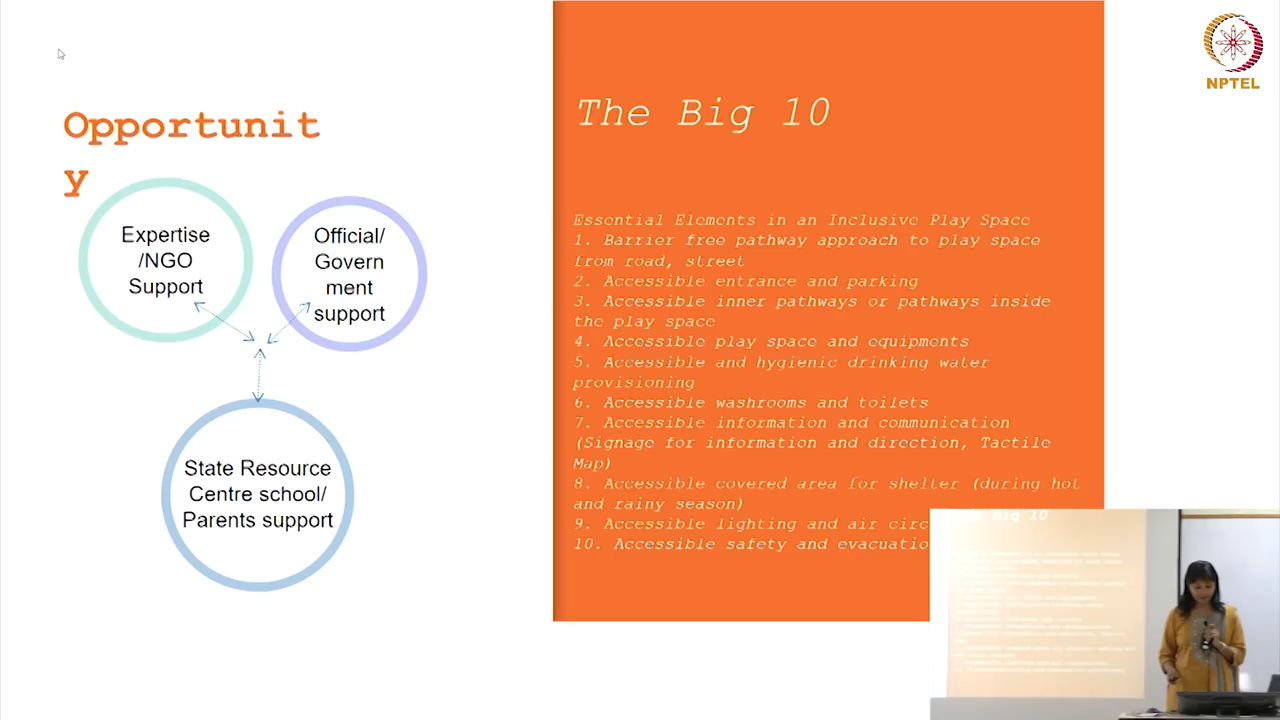 Opportunit
y
Expertise
/NGO
Support
Official/
Govern
ment
support
State Resource
Centre school/
Parents support
The Big 10
Essential Elements in an Inclusive Play Space
1. Barrier free pathway approach to play space
from road, street
2. Accessible entrance and parking
3. Accessible inner pathways or pathways inside
the play space
4. Accessible play space and equipments
5. Accessible and hygienic drinking water
provisioning
6. Accessible washrooms and toilets
7. Accessible information and communication
(Signage for information and direction, Tactile
Map)
8. Accessible covered area for shelter (during hot
and rainy season)
9. Accessible lighting and air
10. Accessible safety and
NPTEL
Big 10